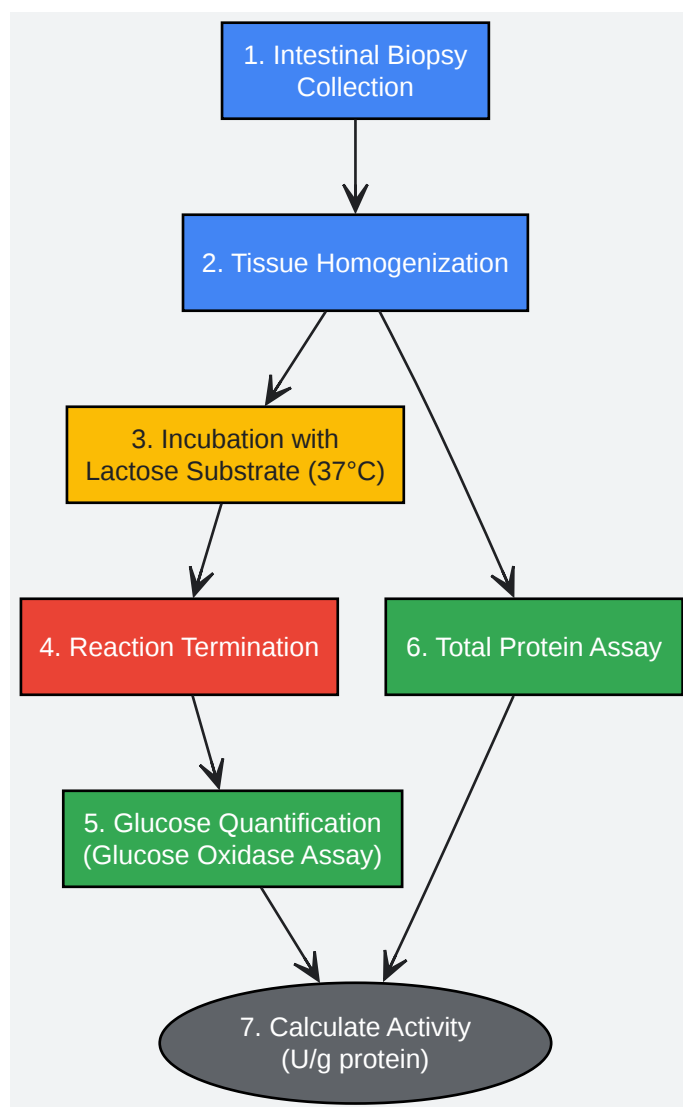 1. Intestinal Biopsy
Collection
2. Tissue Homogenization
3. Incubation with
Lactose Substrate (37°C)
4. Reaction Termination
6. Total Protein Assay
5. Glucose Quantification
(Glucose Oxidase Assay)
7. Calculate Activity
(U/g protein)